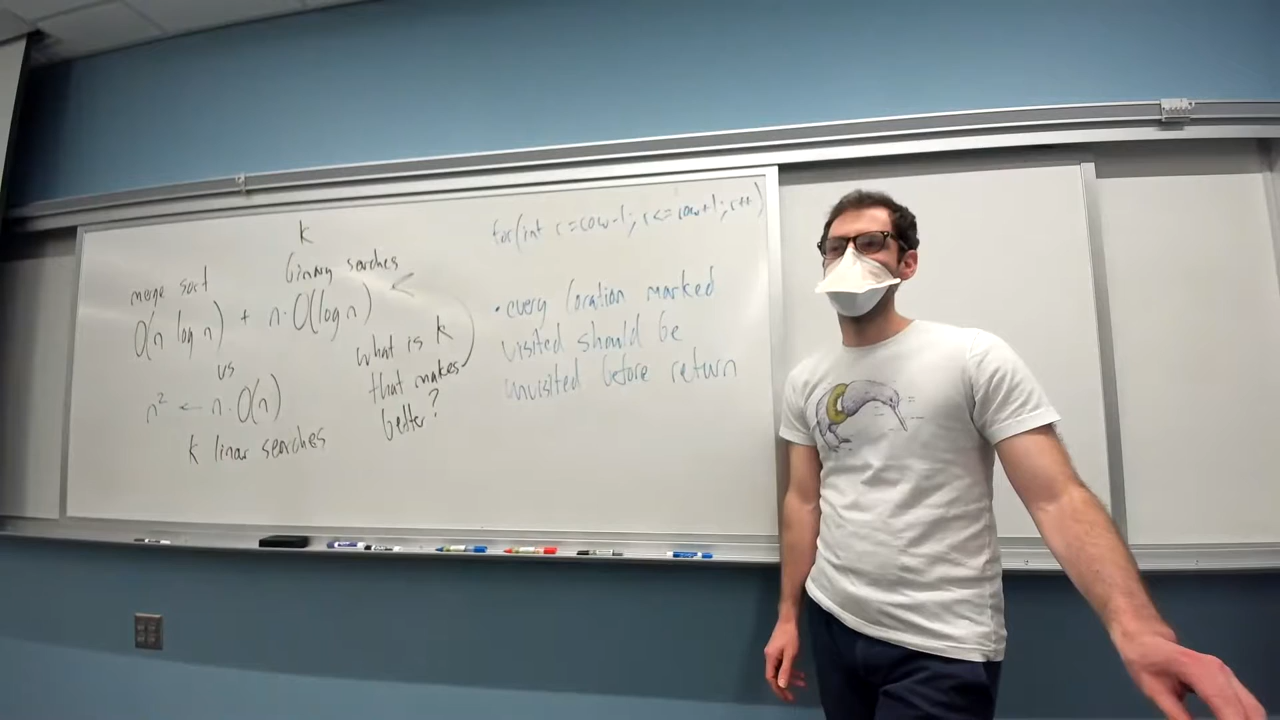 k
binary searches
merge sort
O(n log n) + n·O(log n) <
vs
n² ← n·O(n)
k linar searches
What is k
that makes
better?
for(int r=row-1; r<=row+1; r++)
• every location marked
visited should be
unvisited before return